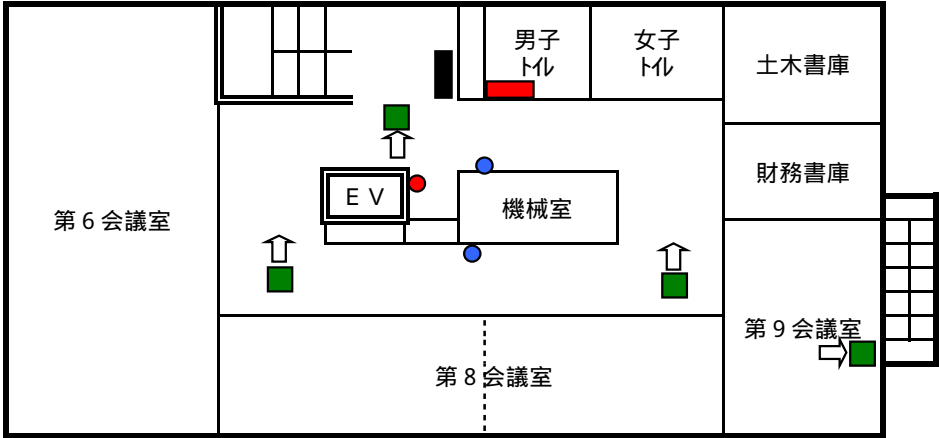 男子
ﾄｲﾚ
女子
ﾄｲﾚ
土木書庫
財務書庫
ＥＶ
機械室
第６会議室
第９会議室
第８会議室